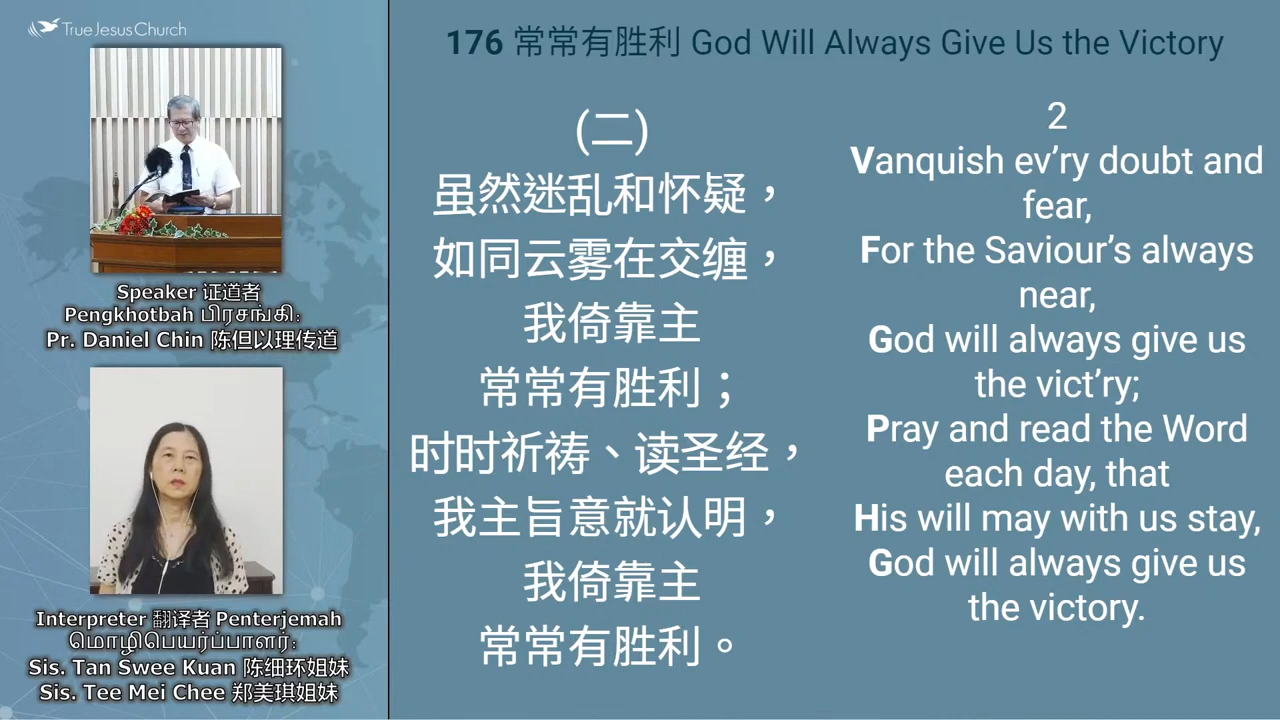 True Jesus Church
Speaker 证道者
Pengkhotbah பிரசங்கி:
Pr. Daniel Chin 陈但以理传道
Interpreter 翻译者 Penterjemah
மொழிபெயர்ப்பாளர்:
Sis. Tan Swee Kuan 陈细环姐妹
Sis. Tee Mei Chee 郑美琪姐妹
176 常常有胜利 God Will Always Give Us the Victory
(二)
虽然迷乱和怀疑，
如同云雾在交缠，
我倚靠主
常常有胜利；
时时祈祷、读圣经，
我主旨意就认明，
我倚靠主
常常有胜利。
2
Vanquish ev’ry doubt and
fear,
For the Saviour’s always
near,
God will always give us
the vict’ry;
Pray and read the Word
each day, that
His will may with us stay,
God will always give us
the victory.